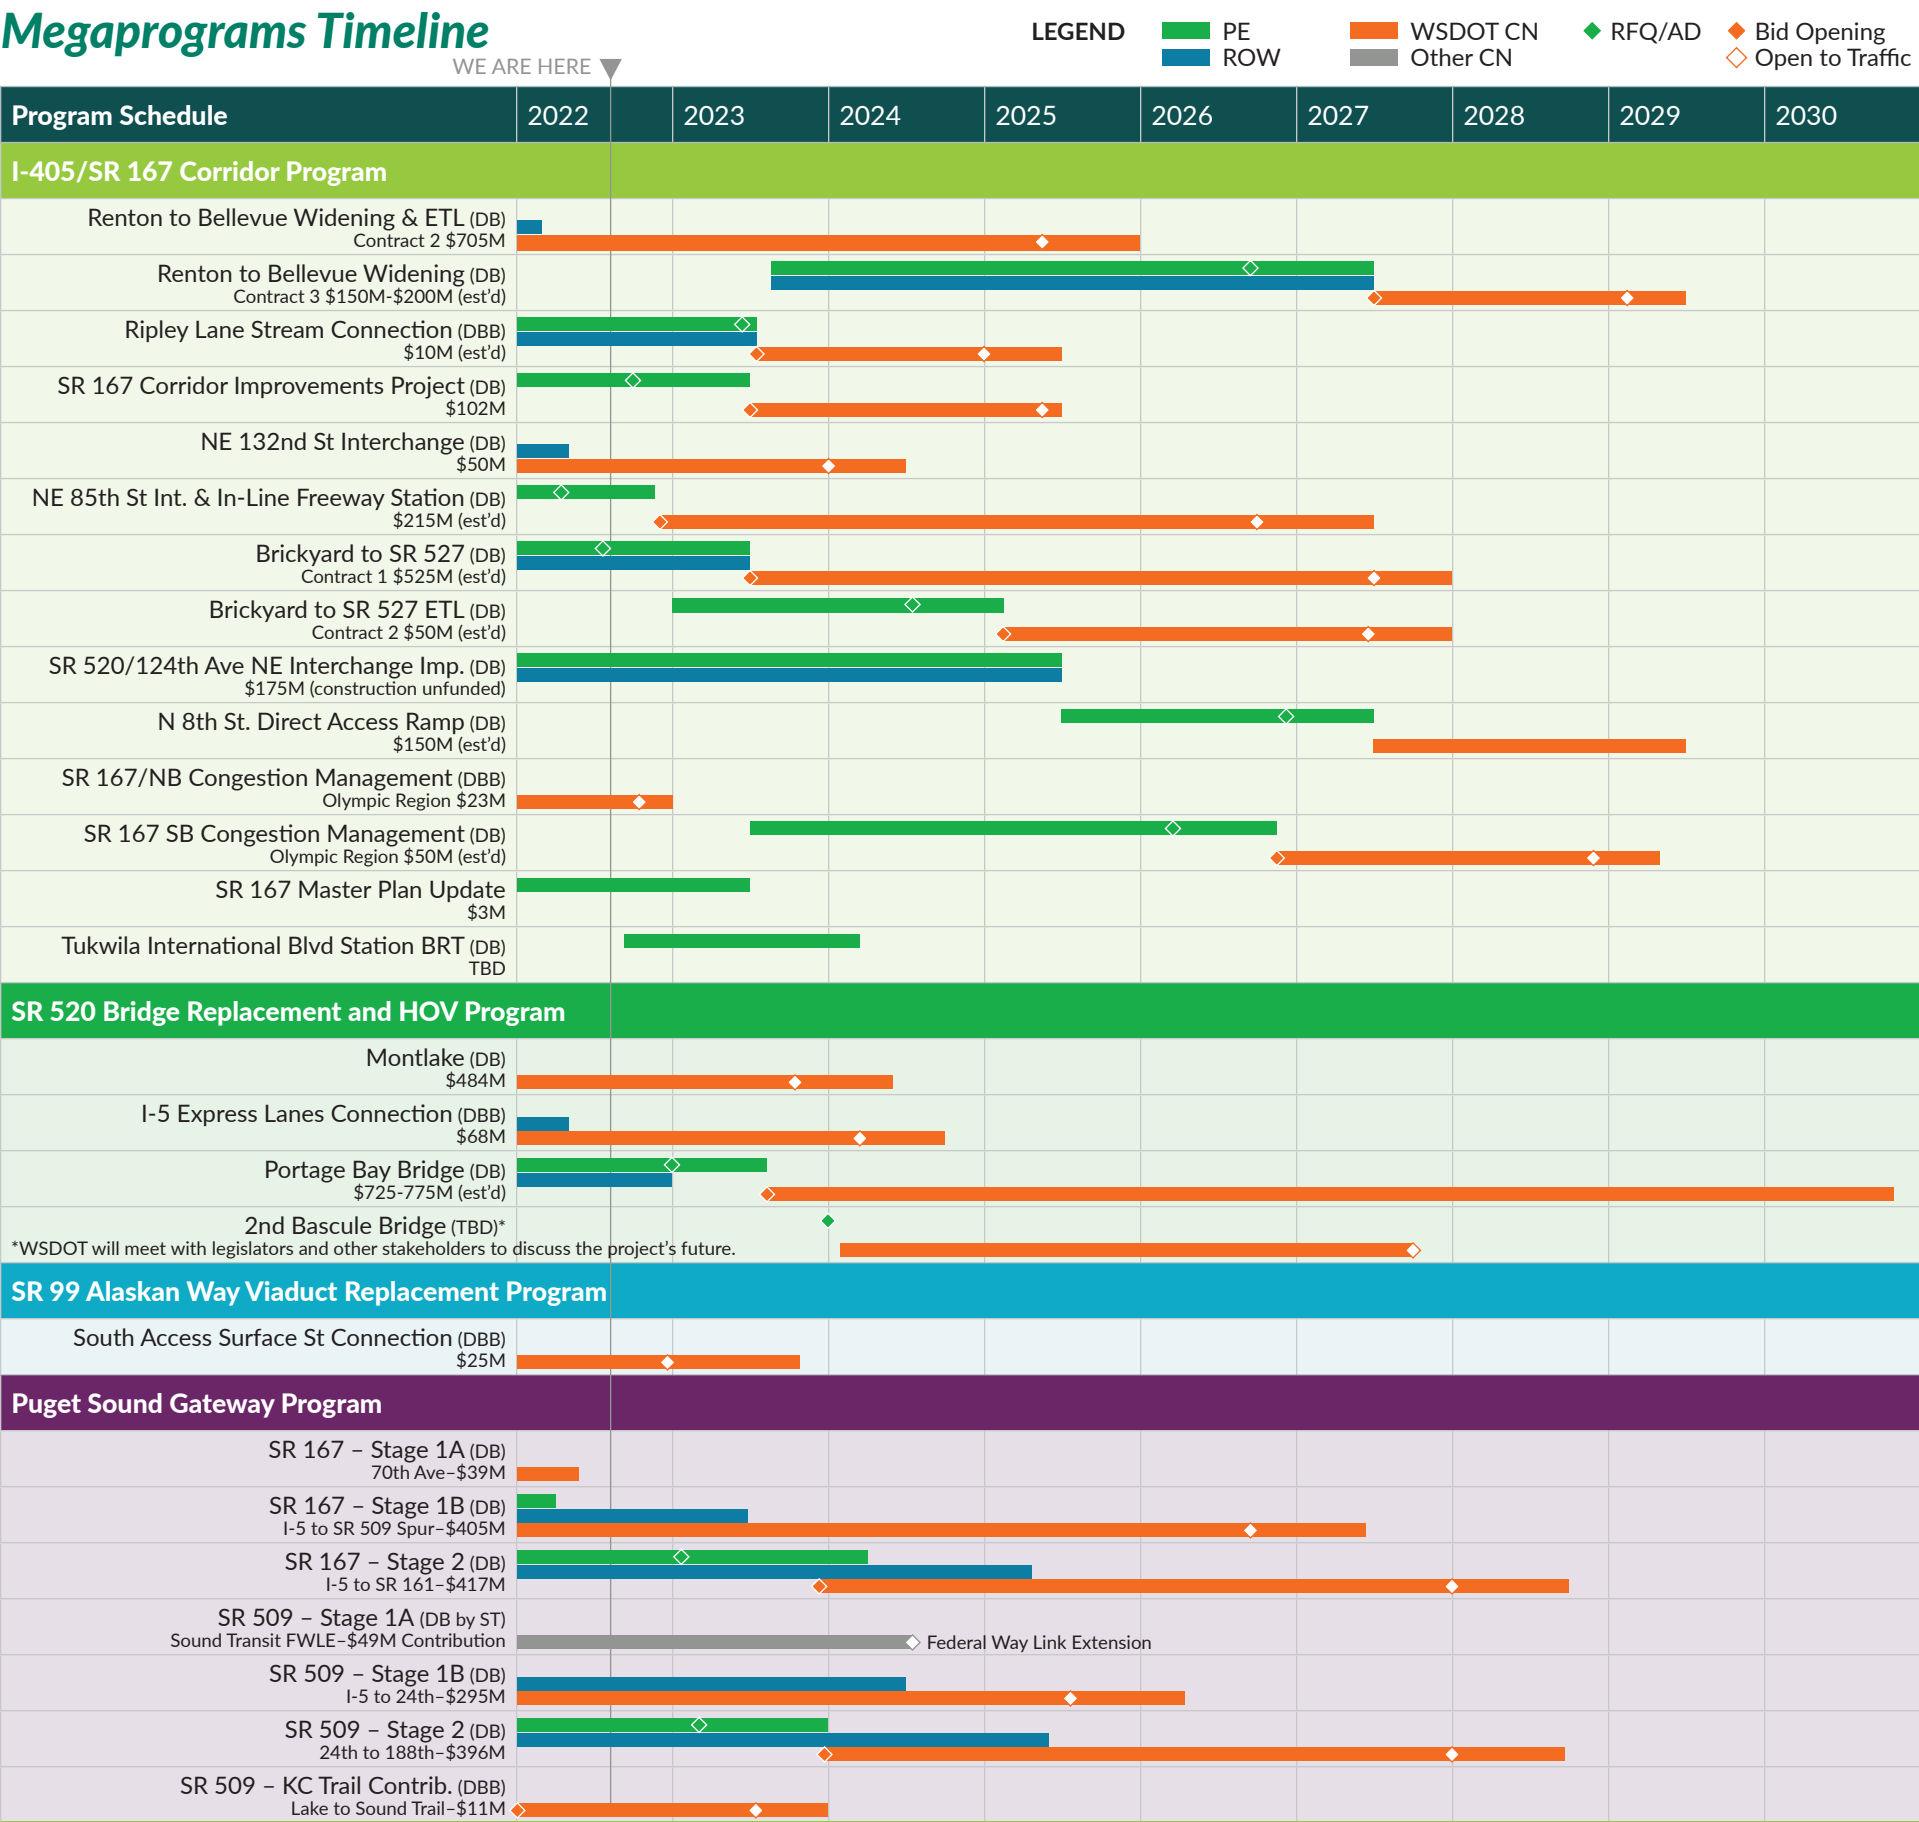 Megaprograms Timeline
LEGEND PE WSDOT CN RFQ/AD Bid Opening
ROW Other CN Open to Traffic
WE ARE HERE
Program Schedule 2022 2023 2024 2025 2026 2027 2028 2029 2030
I-405/SR 167 Corridor Program
Renton to Bellevue Widening & ETL (DB)
Contract 2 $705M
Renton to Bellevue Widening (DB)
Contract 3 $150M-$200M (est’d)
Ripley Lane Stream Connection (DBB)
$10M (est’d)
SR 167 Corridor Improvements Project (DB)
$102M
NE 132nd St Interchange (DB)
$50M
NE 85th St Int. & In-Line Freeway Station (DB)
$215M (est’d)
Brickyard to SR 527 (DB)
Contract 1 $525M (est’d)
Brickyard to SR 527 ETL (DB)
Contract 2 $50M (est’d)
SR 520/124th Ave NE Interchange Imp. (DB)
$175M (construction unfunded)
N 8th St. Direct Access Ramp (DB)
$150M (est’d)
SR 167/NB Congestion Management (DBB)
Olympic Region $23M
SR 167 SB Congestion Management (DB)
Olympic Region $50M (est’d)
SR 167 Master Plan Update
$3M
Tukwila International Blvd Station BRT (DB)
TBD
SR 520 Bridge Replacement and HOV Program
Montlake (DB)
$484M
I-5 Express Lanes Connection (DBB)
$68M
Portage Bay Bridge (DB)
$725-775M (est’d)
2nd Bascule Bridge (TBD)*
*WSDOT will meet with legislators and other stakeholders to discuss the project’s future.
SR 99 Alaskan Way Viaduct Replacement Program
South Access Surface St Connection (DBB)
$25M
Puget Sound Gateway Program
SR 167 – Stage 1A (DB)
70th Ave–$39M
SR 167 – Stage 1B (DB)
I-5 to SR 509 Spur–$405M
SR 167 – Stage 2 (DB)
I-5 to SR 161–$417M
SR 509 – Stage 1A (DB by ST)
Sound Transit FWLE–$49M Contribution Federal Way Link Extension
SR 509 – Stage 1B (DB)
I-5 to 24th–$295M
SR 509 – Stage 2 (DB)
24th to 188th–$396M
SR 509 – KC Trail Contrib. (DBB)
Lake to Sound Trail–$11M